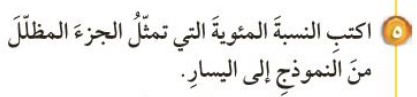 ٥ اكتبِ النسبةَ المئويةَ التي تمثّلُ الجزءَ المظلّلَ
منَ النموذجِ إلى اليسارِ.